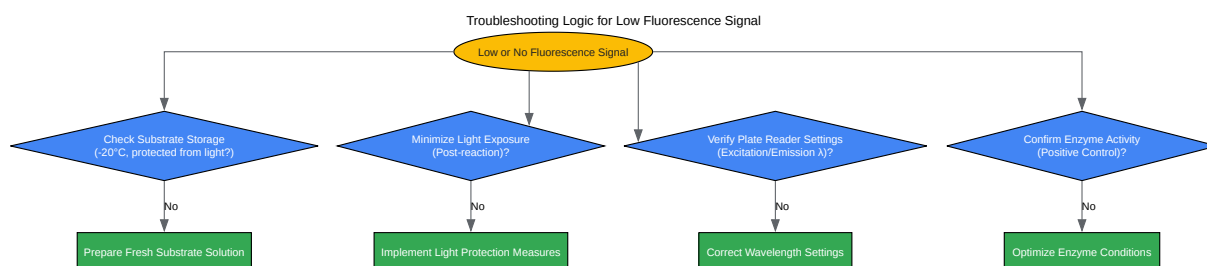 Troubleshooting Logic for Low Fluorescence Signal
Low or No Fluorescence Signal
Check Substrate Storage
(-20°C, protected from light?)
Minimize Light Exposure
(Post-reaction)?
Verify Plate Reader Settings
(Excitation/Emission λ)?
Confirm Enzyme Activity
(Positive Control)?
No
No
No
No
Prepare Fresh Substrate Solution
Implement Light Protection Measures
Correct Wavelength Settings
Optimize Enzyme Conditions